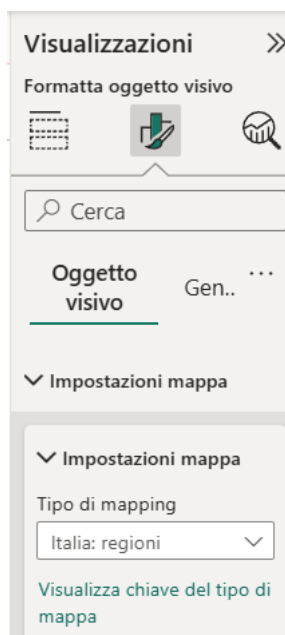 Visualizzazioni
Formatta oggetto visivo
Cerca
Oggetto
visivo
Gen..
Impostazioni mappa
Impostazioni mappa
Tipo di mapping
Italia: regioni
Visualizza chiave del tipo di
mappa